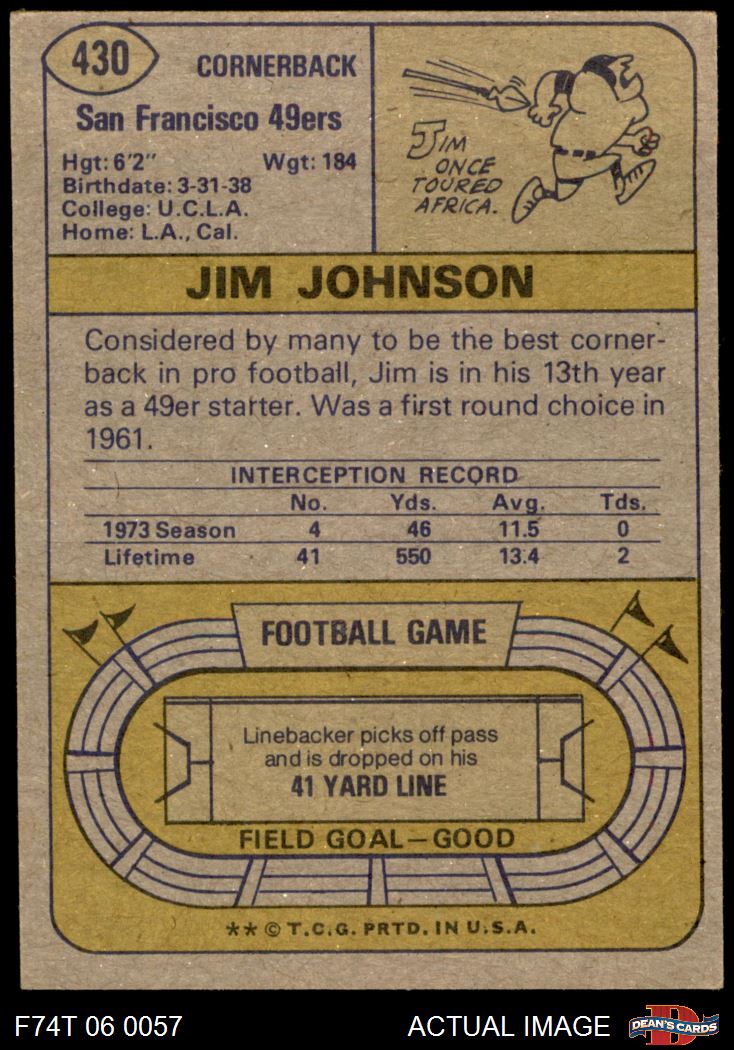 430
CORNERBACK
San Francisco 49ers
Hgt: 6'2" Wgt: 184
Birthdate: 3-31-38
College: U.C.L.A.
Home: L.A., Cal.
JIM
ONCE
TOURED
AFRICA.
JIM JOHNSON
Considered by many to be the best corner-
back in pro football, Jim is in his 13th year
as a 49er starter. Was a first round choice in
1961.
INTERCEPTION RECORD
No. Yds. Avg. Tds.
1973 Season 4 46 11.5 0
Lifetime 41 550 13.4 2
FOOTBALL GAME
Linebacker picks off pass
and is dropped on his
41 YARD LINE
FIELD GOAL—GOOD
** © T.C.G. PRTD. IN U.S.A.
F74T 06 0057 ACTUAL IMAGE D DEAN'S CARDS